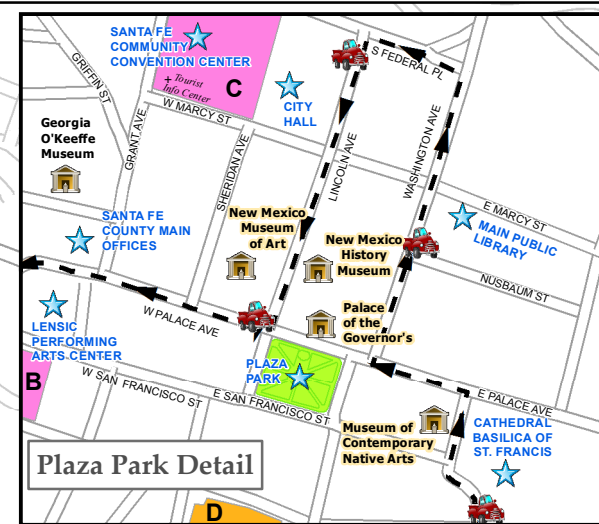 SANTA FE
COMMUNITY
CONVENTION CENTER
+ Tourist
Info Center
C
CITY
HALL
S FEDERAL PL
GRIFFIN ST
GRANT AVE
W MARCY ST
SHERIDAN AVE
LINCOLN AVE
WASHINGTON AVE
Georgia
O'Keeffe
Museum
SANTA FE
COUNTY MAIN
OFFICES
New Mexico
Museum
of Art
New Mexico
History
Museum
E MARCY ST
MAIN PUBLIC
LIBRARY
NUSBAUM ST
Palace
of the
Governor's
W PALACE AVE
LENSIC
PERFORMING
ARTS CENTER
PLAZA
PARK
B
W SAN FRANCISCO ST
E SAN FRANCISCO ST
E PALACE AVE
Museum of
Contemporary
Native Arts
CATHEDRAL
BASILICA OF
ST. FRANCIS
Plaza Park Detail
D